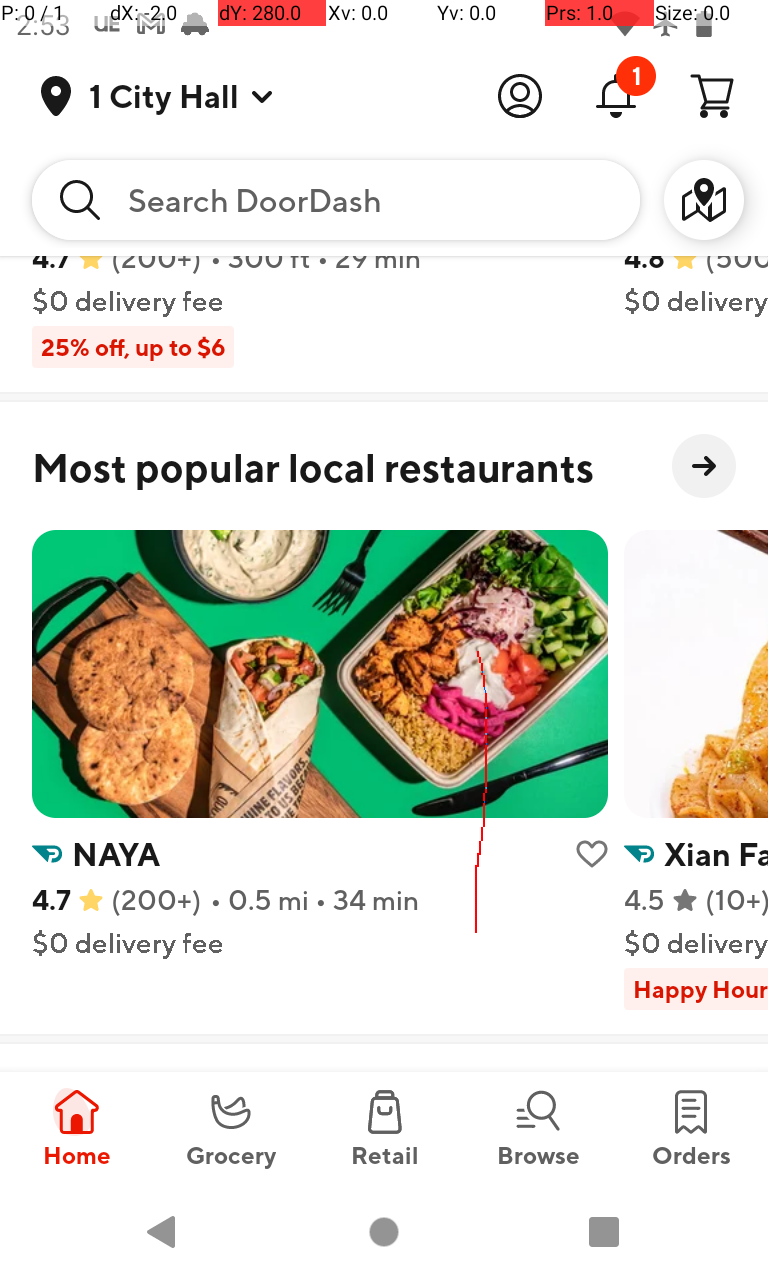 P: 0 / 1 dX: -2.0 dY: 280.0 Xv: 0.0 Yv: 0.0 Prs: 1.0 Size: 0.0
2:53 UE
1 City Hall 1
Search DoorDash
4.7 (200+) • 300 ft • 29 min 4.8 (500
$0 delivery fee $0 delivery
25% off, up to $6
Most popular local restaurants
NAYA Xian Fa
4.7 (200+) • 0.5 mi • 34 min 4.5 (10+)
$0 delivery fee $0 delivery
Happy Hour
Home Grocery Retail Browse Orders